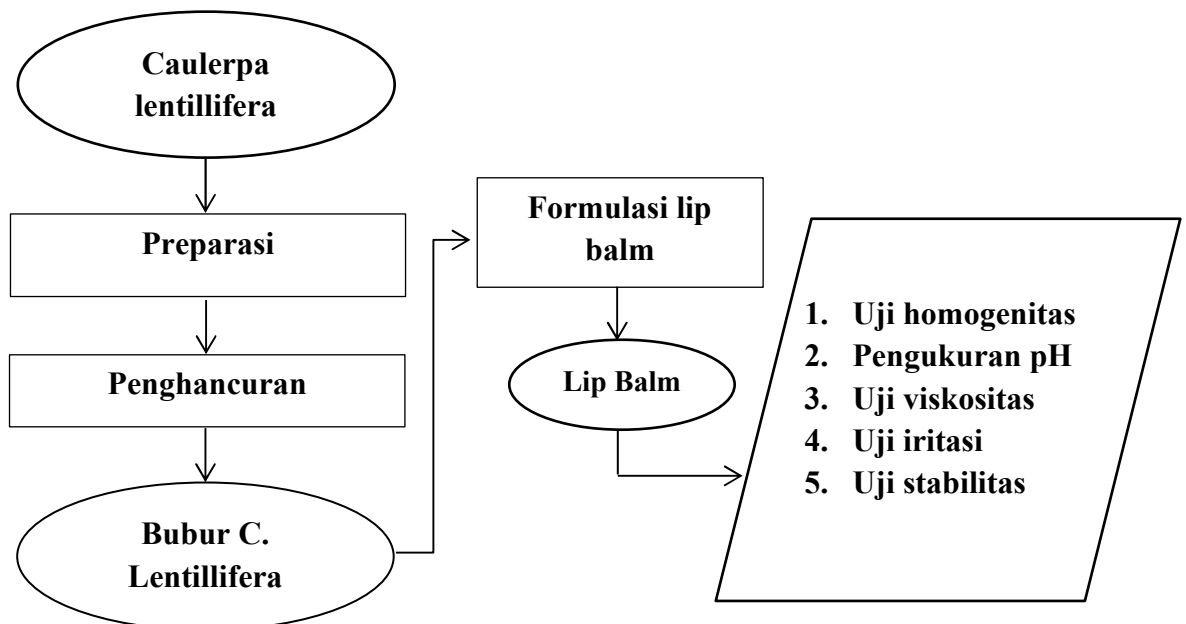 Caulerpa
lentillifera
Preparasi
Penghancuran
Bubur C.
Lentillifera
Formulasi lip
balm
Lip Balm
1. Uji homogenitas
2. Pengukuran pH
3. Uji viskositas
4. Uji iritasi
5. Uji stabilitas